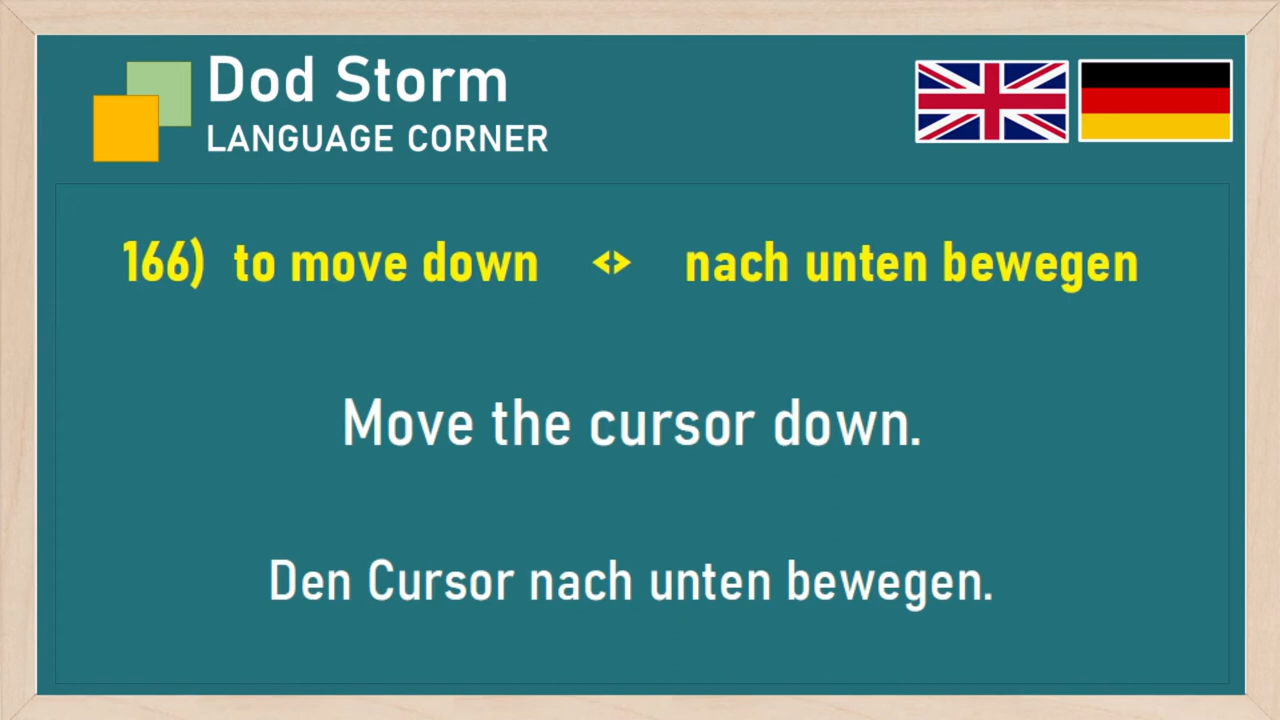 Dod Storm
LANGUAGE CORNER
166) to move down <> nach unten bewegen
Move the cursor down.
Den Cursor nach unten bewegen.